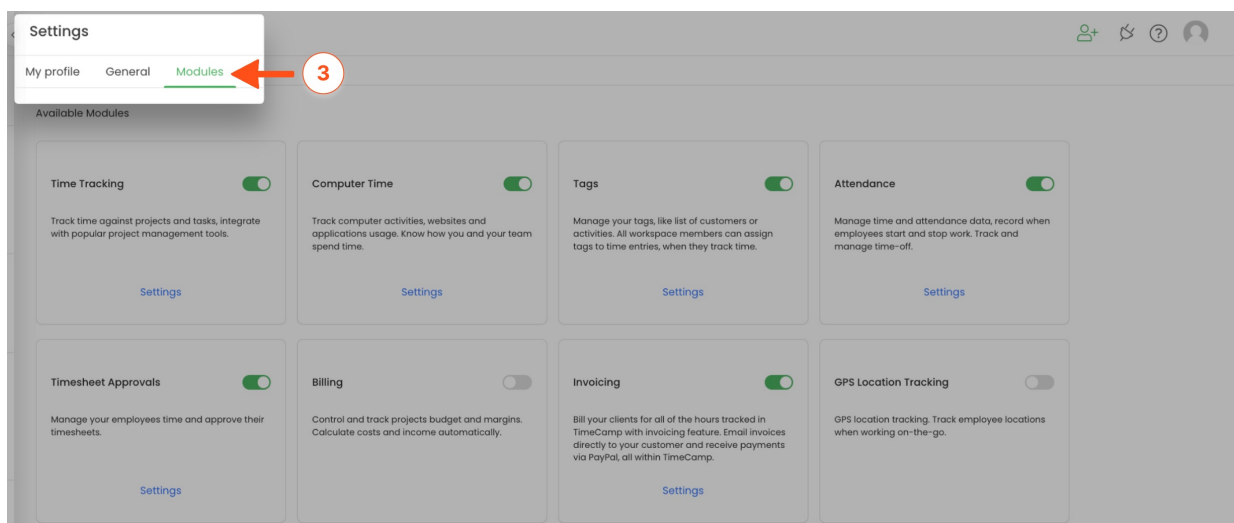 Settings
My profile General Modules
3
Available Modules
Time Tracking
Track time against projects and tasks, integrate
with popular project management tools.
Settings
Computer Time
Track computer activities, websites and
applications usage. Know how you and your team
spend time.
Settings
Tags
Manage your tags, like list of customers or
activities. All workspace members can assign
tags to time entries, when they track time.
Settings
Attendance
Manage time and attendance data, record when
employees start and stop work. Track and
manage time-off.
Settings
Timesheet Approvals
Manage your employees time and approve their
timesheets.
Settings
Billing
Control and track projects budget and margins.
Calculate costs and income automatically.
Invoicing
Bill your clients for all of the hours tracked in
TimeCamp with invoicing feature. Email invoices
directly to your customer and receive payments
via PayPal, all within TimeCamp.
Settings
GPS Location Tracking
GPS location tracking. Track employee locations
when working on-the-go.